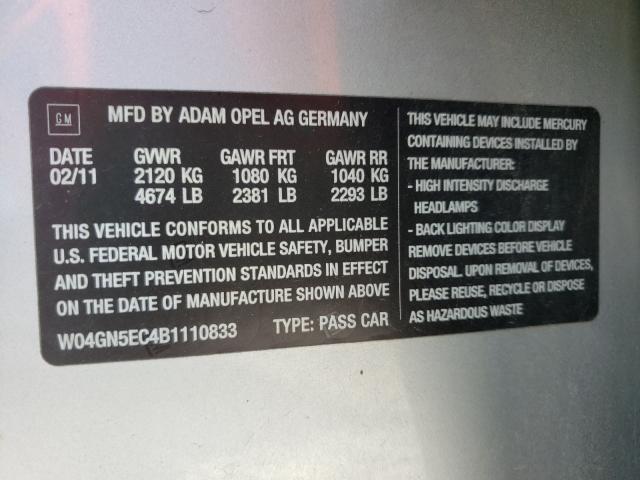 GM
MFD BY ADAM OPEL AG GERMANY
DATE GVWR GAWR FRT GAWR RR
02/11 2120 KG 1080 KG 1040 KG
4674 LB 2381 LB 2293 LB
THIS VEHICLE CONFORMS TO ALL APPLICABLE
U.S. FEDERAL MOTOR VEHICLE SAFETY, BUMPER
AND THEFT PREVENTION STANDARDS IN EFFECT
ON THE DATE OF MANUFACTURE SHOWN ABOVE
W04GN5EC4B1110833 TYPE: PASS CAR
THIS VEHICLE MAY INCLUDE MERCURY
CONTAINING DEVICES INSTALLED BY
THE MANUFACTURER:
- HIGH INTENSITY DISCHARGE
HEADLAMPS
- BACK LIGHTING COLOR DISPLAY
REMOVE DEVICES BEFORE VEHICLE
DISPOSAL. UPON REMOVAL OF DEVICES,
PLEASE REUSE, RECYCLE OR DISPOSE
AS HAZARDOUS WASTE